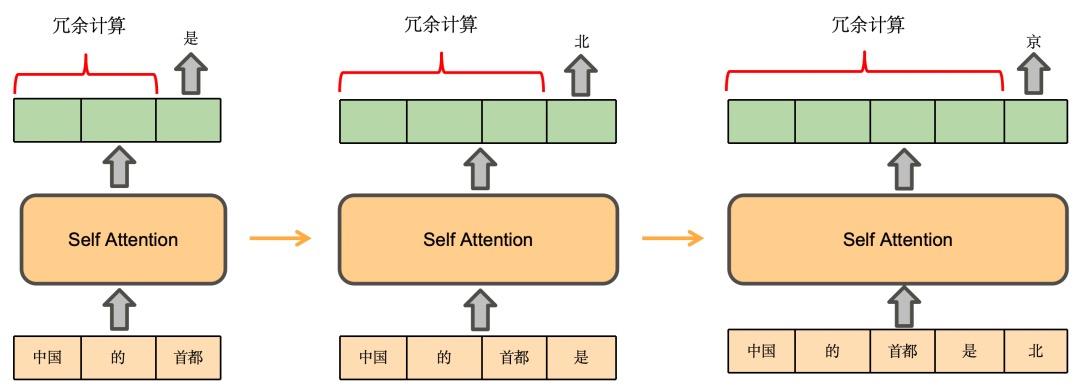 冗余计算
是
Self Attention
中国 的 首都
冗余计算
北
Self Attention
中国 的 首都 是
冗余计算
京
Self Attention
中国 的 首都 是 北